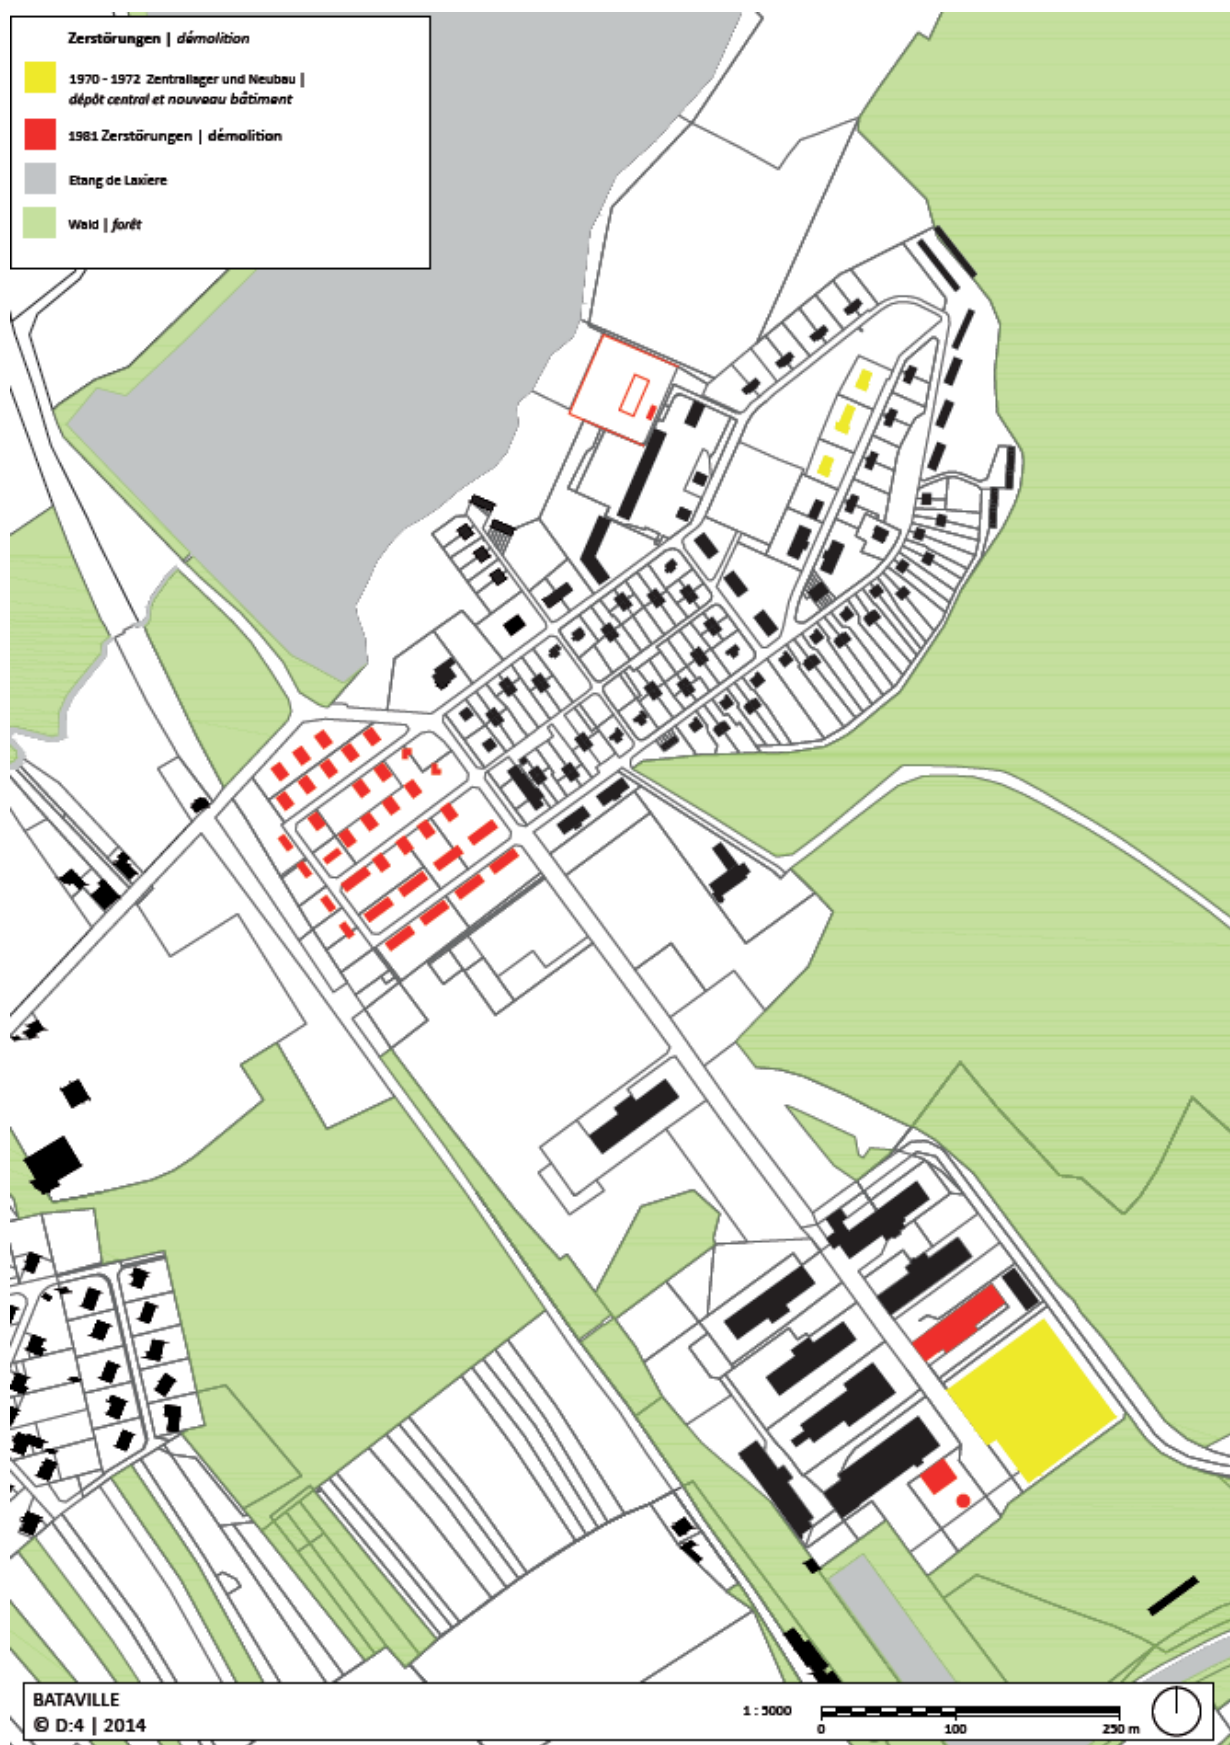 Zerstörungen | démolition
1970 - 1972 Zentrallager und Neubau |
dépôt central et nouveau bâtiment
1981 Zerstörungen | démolition
Etang de Laxiere
Wald | forêt
BATAVILLE
© D:4 | 2014
1 : 5000
0 100 250 m